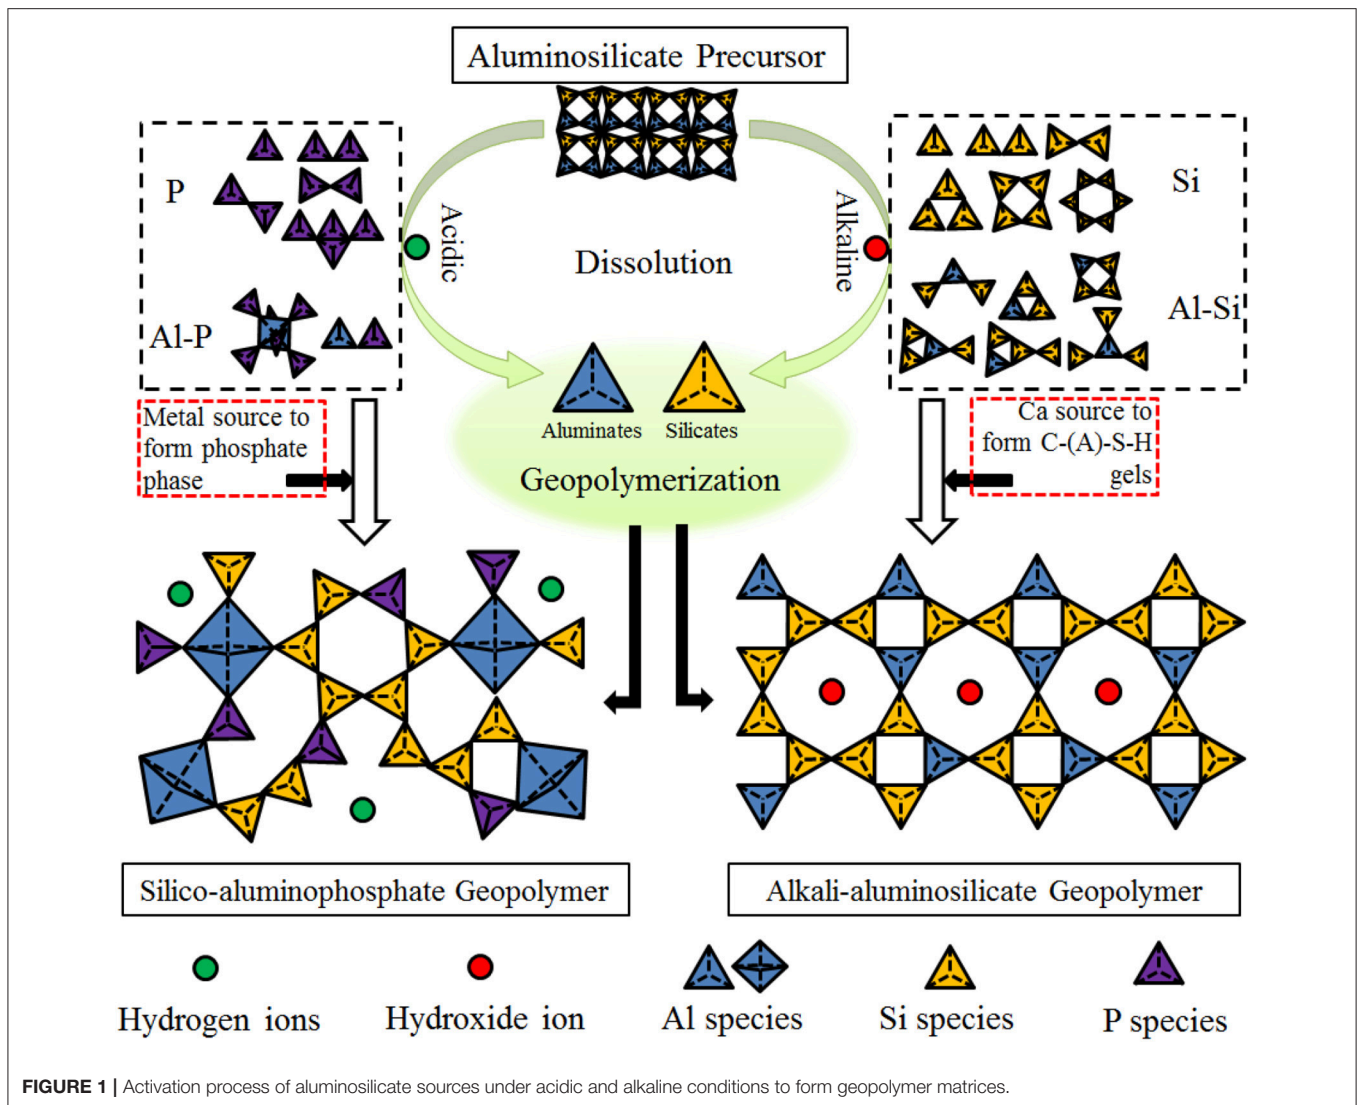 Aluminosilicate Precursor
P
Al-P
Acidic
Dissolution
Alkaline
Si
Al-Si
Metal source to
form phosphate
phase
Aluminates
Silicates
Geopolymerization
Ca source to
form C-(A)-S-H
gels
Silico-aluminophosphate Geopolymer
Alkali-aluminosilicate Geopolymer
Hydrogen ions
Hydroxide ion
Al species
Si species
P species
FIGURE 1 | Activation process of aluminosilicate sources under acidic and alkaline conditions to form geopolymer matrices.